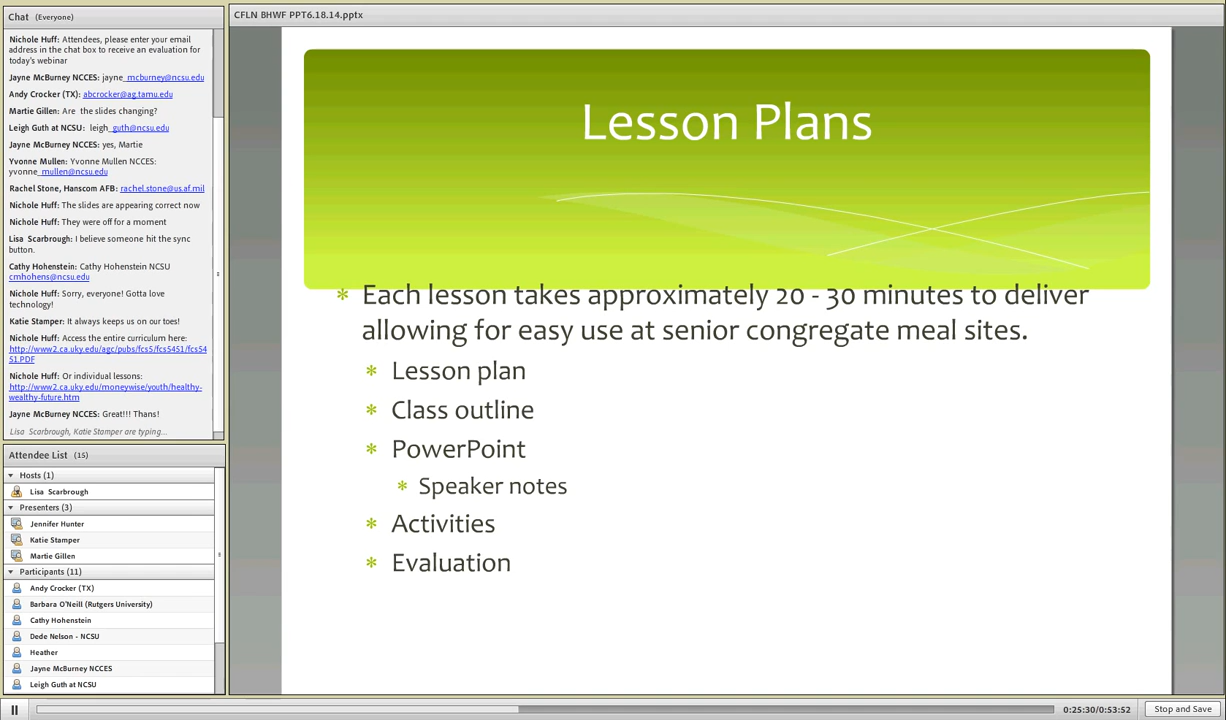 Chat (Everyone)
Nichole Huff: Attendees, please enter your email
address in the chat box to receive an evaluation for
today's webinar
Jayne McBurney NCCES: jayne_mcburney@ncsu.edu
Andy Crocker (TX): abcrocker@ag.tamu.edu
Martie Gillen: Are the slides changing?
Leigh Guth at NCSU: leigh_guth@ncsu.edu
Jayne McBurney NCCES: yes, Martie
Yvonne Mullen: Yvonne Mullen NCCES:
yvonne_mullen@ncsu.edu
Rachel Stone, Hanscom AFB: rachel.stone@us.af.mil
Nichole Huff: The slides are appearing correct now
Nichole Huff: They were off for a moment
Lisa Scarbrough: I believe someone hit the sync
button.
Cathy Hohenstein: Cathy Hohenstein NCSU
cmhohens@ncsu.edu
Nichole Huff: Sorry, everyone! Gotta love
technology!
Katie Stamper: It always keeps us on our toes!
Nichole Huff: Access the entire curriculum here:
http://www2.ca.uky.edu/agc/pubs/fcs5/fcs5451/fcs54
51.PDF
Nichole Huff: Or individual lessons:
http://www2.ca.uky.edu/moneywise/youth/healthy-
wealthy-future.htm
Jayne McBurney NCCES: Great!!! Thans!
Lisa Scarbrough, Katie Stamper are typing...
Attendee List (15)
Hosts (1)
Lisa Scarbrough
Presenters (3)
Jennifer Hunter
Katie Stamper
Martie Gillen
Participants (11)
Andy Crocker (TX)
Barbara O'Neill (Rutgers University)
Cathy Hohenstein
Dede Nelson - NCSU
Heather
Jayne McBurney NCCES
Leigh Guth at NCSU
CFLN BHWF PPT6.18.14.pptx
Lesson Plans
* Each lesson takes approximately 20 - 30 minutes to deliver
allowing for easy use at senior congregate meal sites.
* Lesson plan
* Class outline
* PowerPoint
* Speaker notes
* Activities
* Evaluation
0:25:30/0:53:52
Stop and Save